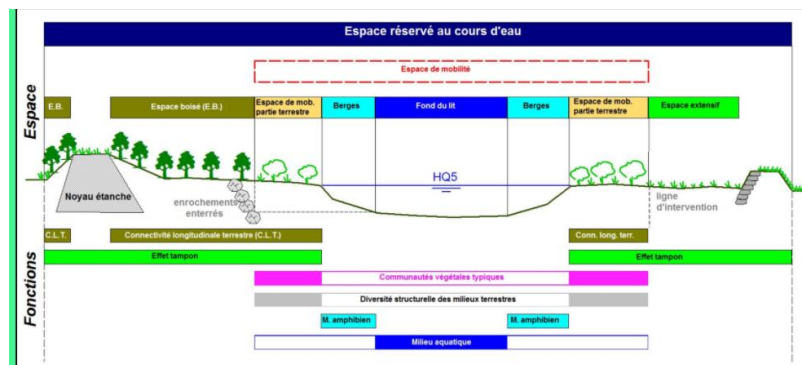 Espace réservé au cours d'eau
Espace
Espace de mobilité
E.B.
Espace boisé (E.B.)
Espace de mob.
partie terrestre
Berges
Fond du lit
Berges
Espace de mob.
partie terrestre
Espace extensif
HQ5
Noyau étanche
enrochements
enterrés
ligne
d'intervention
Fonctions
C.L.T.
Connectivité longitudinale terrestre (C.L.T.)
Conn. long. terr.
Effet tampon
Effet tampon
Communautés végétales typiques
Diversité structurelle des milieux terrestres
M. amphibien
M. amphibien
Milieu aquatique